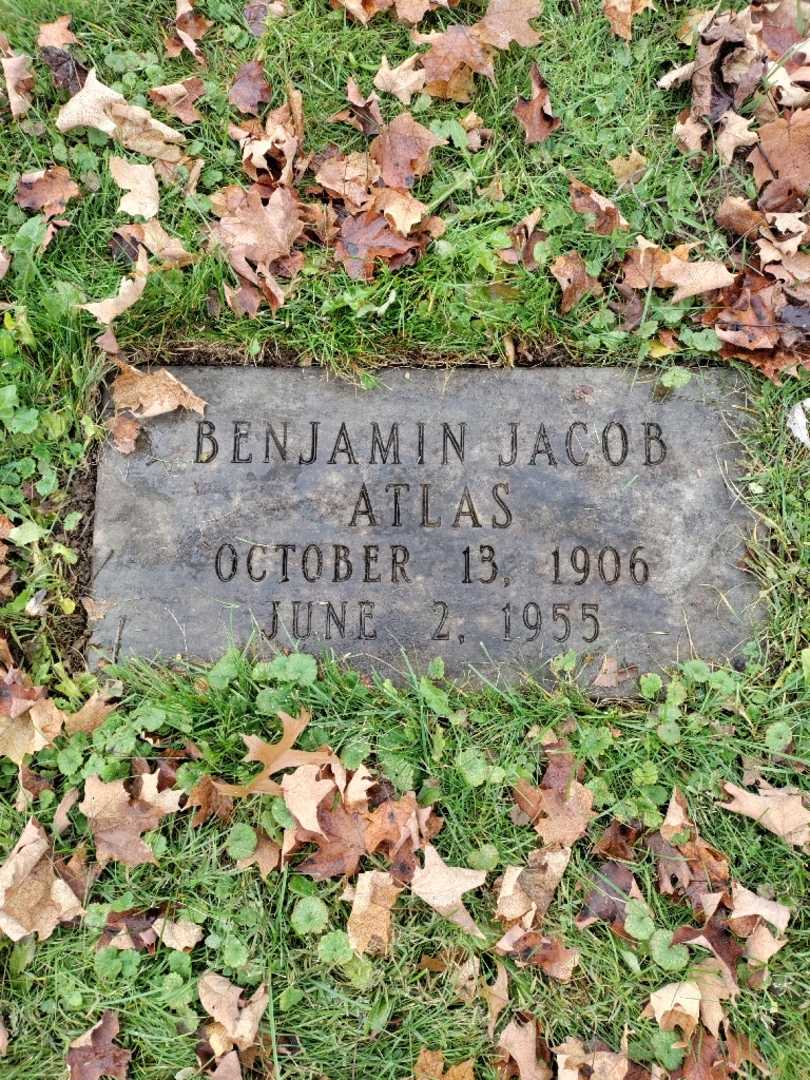 BENJAMIN JACOB
ATLAS
OCTOBER 13, 1906
JUNE 2, 1955